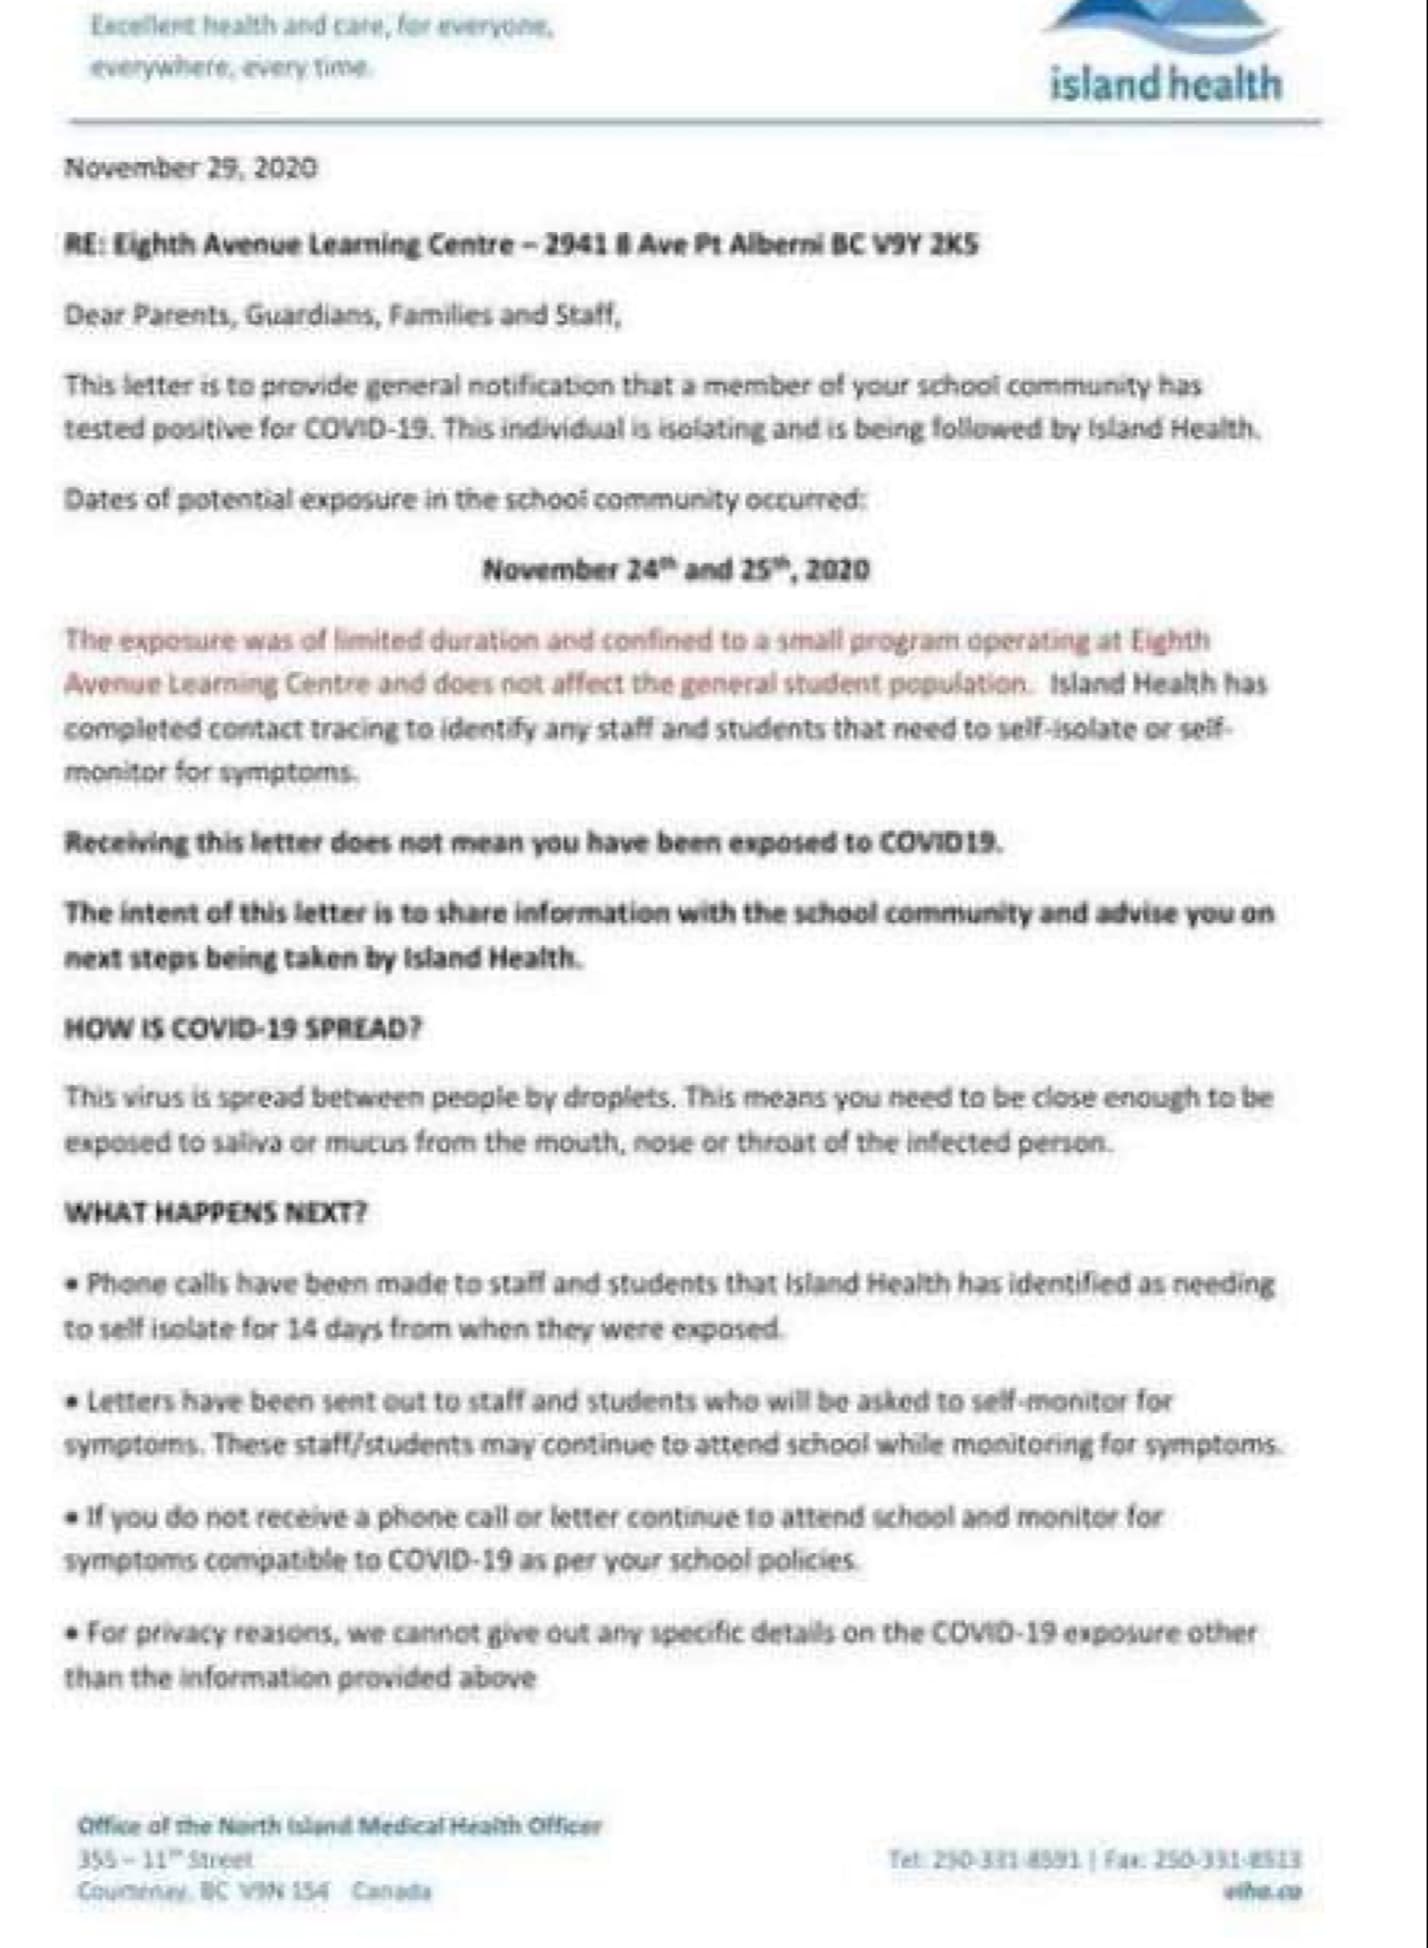 Excellent health and care, for everyone,
everywhere, every time.
island health
November 29, 2020
RE: Eighth Avenue Learning Centre – 2941 8 Ave Pt Alberni BC V9Y 2K5
Dear Parents, Guardians, Families and Staff,
This letter is to provide general notification that a member of your school community has
tested positive for COVID-19. This individual is isolating and is being followed by Island Health.
Dates of potential exposure in the school community occurred:
November 24th and 25th, 2020
The exposure was of limited duration and confined to a small program operating at Eighth
Avenue Learning Centre and does not affect the general student population. Island Health has
completed contact tracing to identify any staff and students that need to self-isolate or self-
monitor for symptoms.
Receiving this letter does not mean you have been exposed to COVID19.
The intent of this letter is to share information with the school community and advise you on
next steps being taken by Island Health.
HOW IS COVID-19 SPREAD?
This virus is spread between people by droplets. This means you need to be close enough to be
exposed to saliva or mucus from the mouth, nose or throat of the infected person.
WHAT HAPPENS NEXT?
• Phone calls have been made to staff and students that Island Health has identified as needing
to self isolate for 14 days from when they were exposed.
• Letters have been sent out to staff and students who will be asked to self-monitor for
symptoms. These staff/students may continue to attend school while monitoring for symptoms.
• If you do not receive a phone call or letter continue to attend school and monitor for
symptoms compatible to COVID-19 as per your school policies.
• For privacy reasons, we cannot give out any specific details on the COVID-19 exposure other
than the information provided above
Office of the North Island Medical Health Officer
355 – 11th Street
Courtenay, BC V9N 1S4 Canada
Tel: 250-331-8591 | Fax: 250-331-8513
viha.ca